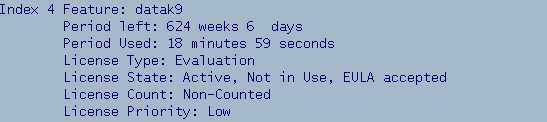 Index 4 Feature: datak9
Period left: 624 weeks 6 days
Period Used: 18 minutes 59 seconds
License Type: Evaluation
License State: Active, Not in Use, EULA accepted
License Count: Non-Counted
License Priority: Low